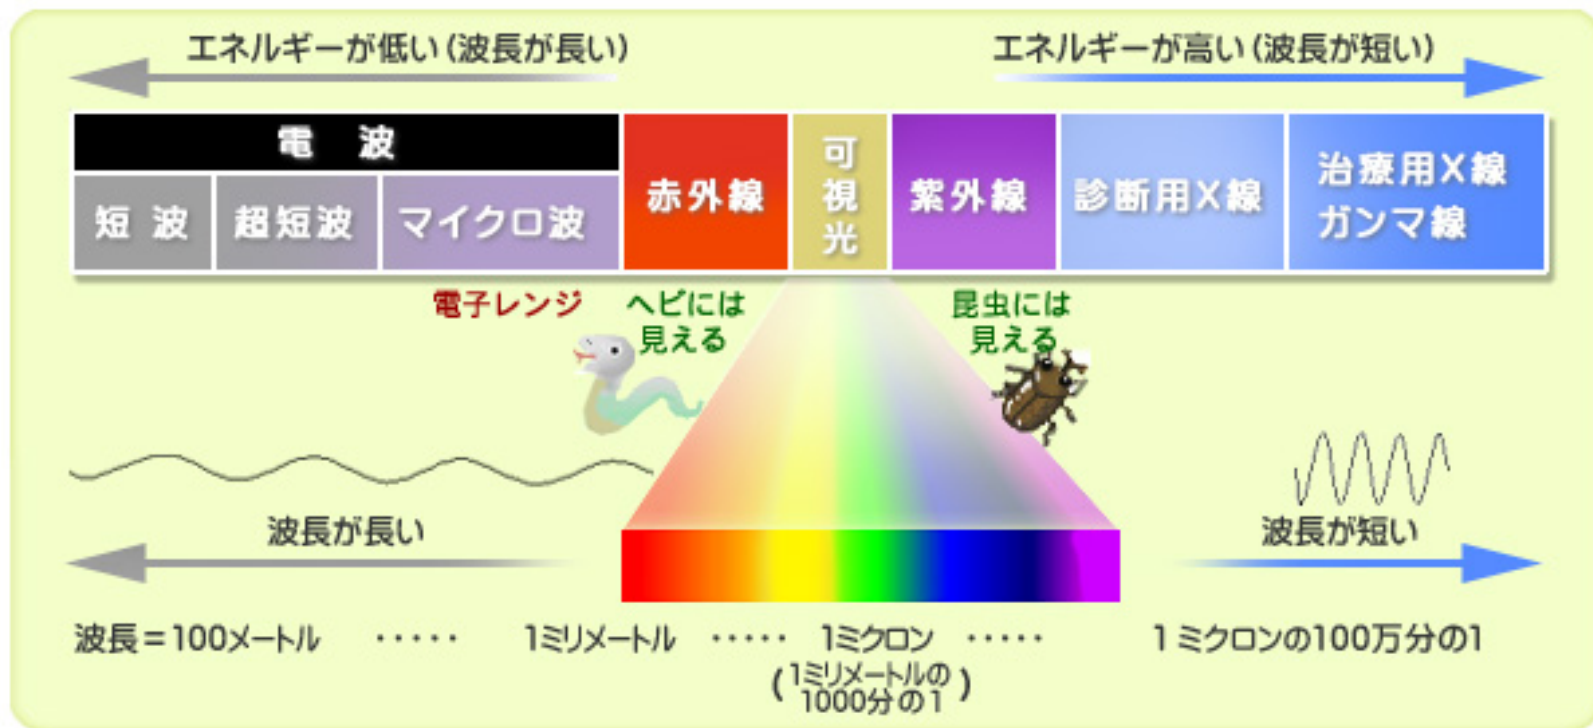 エネルギーが低い(波長が長い)
エネルギーが高い(波長が短い)
電 波
短 波
超短波
マイクロ波
赤外線
可視光
紫外線
診断用X線
治療用X線
ガンマ線
電子レンジ
ヘビには
見える
昆虫には
見える
波長が長い
波長が短い
波長=100メートル ····· 1ミリメートル ····· 1ミクロン ····· 1ミクロンの100万分の1
(1ミリメートルの
1000分の1)